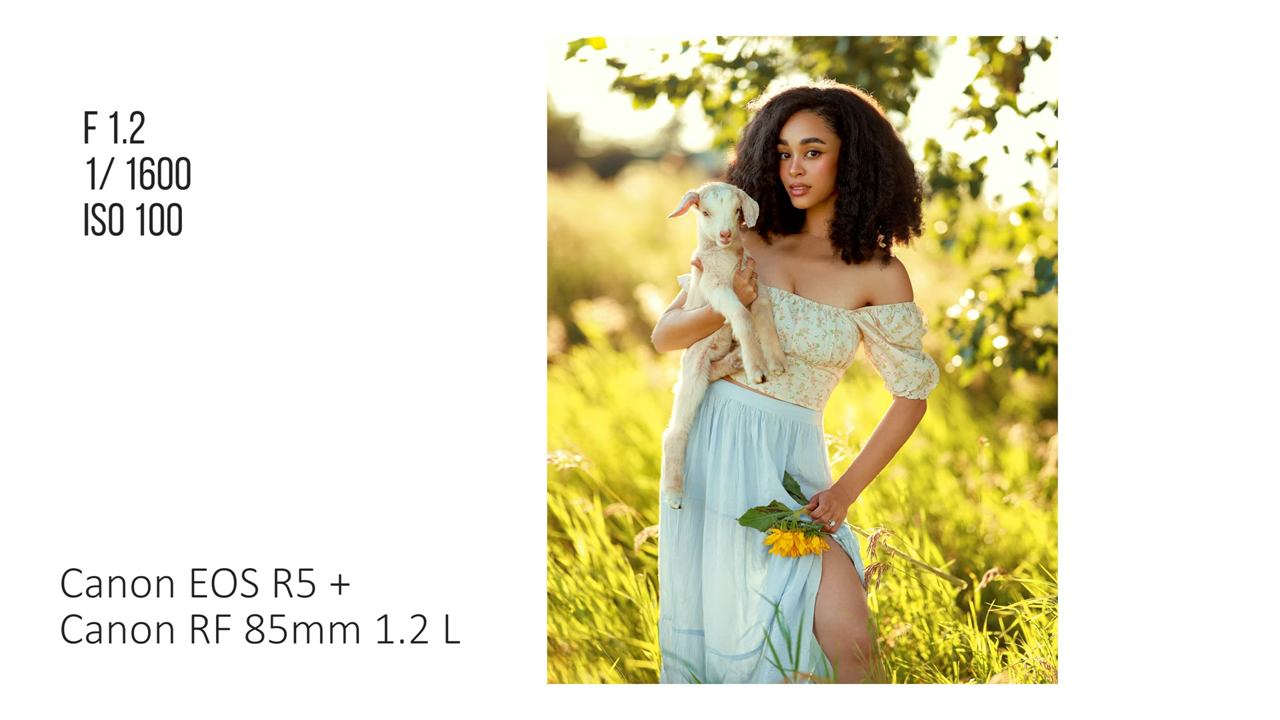 F 1.2
1/ 1600
ISO 100
Canon EOS R5 +
Canon RF 85mm 1.2 L